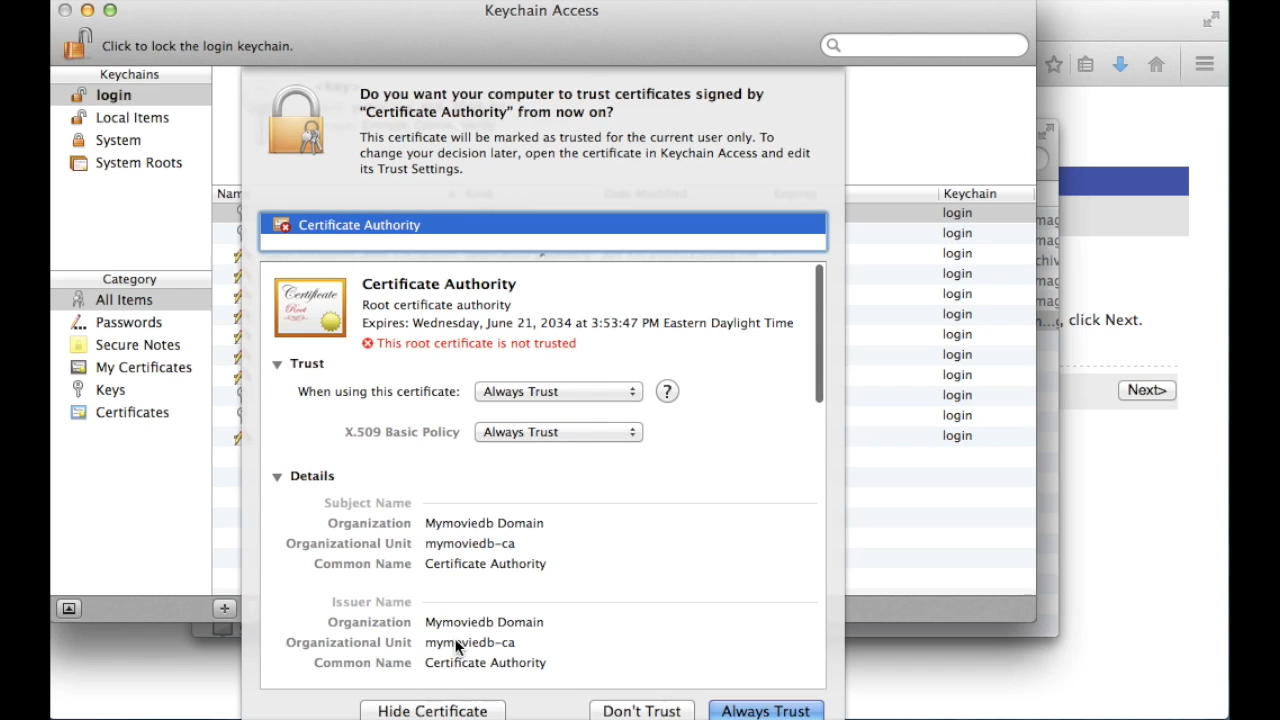 Keychain Access
Click to lock the login keychain.
Keychains
login
Local Items
System
System Roots
Category
All Items
Passwords
Secure Notes
My Certificates
Keys
Certificates
Do you want your computer to trust certificates signed by
“Certificate Authority” from now on?
This certificate will be marked as trusted for the current user only. To
change your decision later, open the certificate in Keychain Access and edit
its Trust Settings.
Certificate Authority
Certificate Authority
Root certificate authority
Expires: Wednesday, June 21, 2034 at 3:53:47 PM Eastern Daylight Time
This root certificate is not trusted
Trust
When using this certificate: Always Trust ?
X.509 Basic Policy Always Trust
Details
Subject Name
Organization Mymoviedb Domain
Organizational Unit mymoviedb-ca
Common Name Certificate Authority
Issuer Name
Organization Mymoviedb Domain
Organizational Unit mymoviedb-ca
Common Name Certificate Authority
Hide Certificate Don't Trust Always Trust
Keychain
login
login
login
login
login
login
login
login
login
login
login
login
, click Next.
Next>